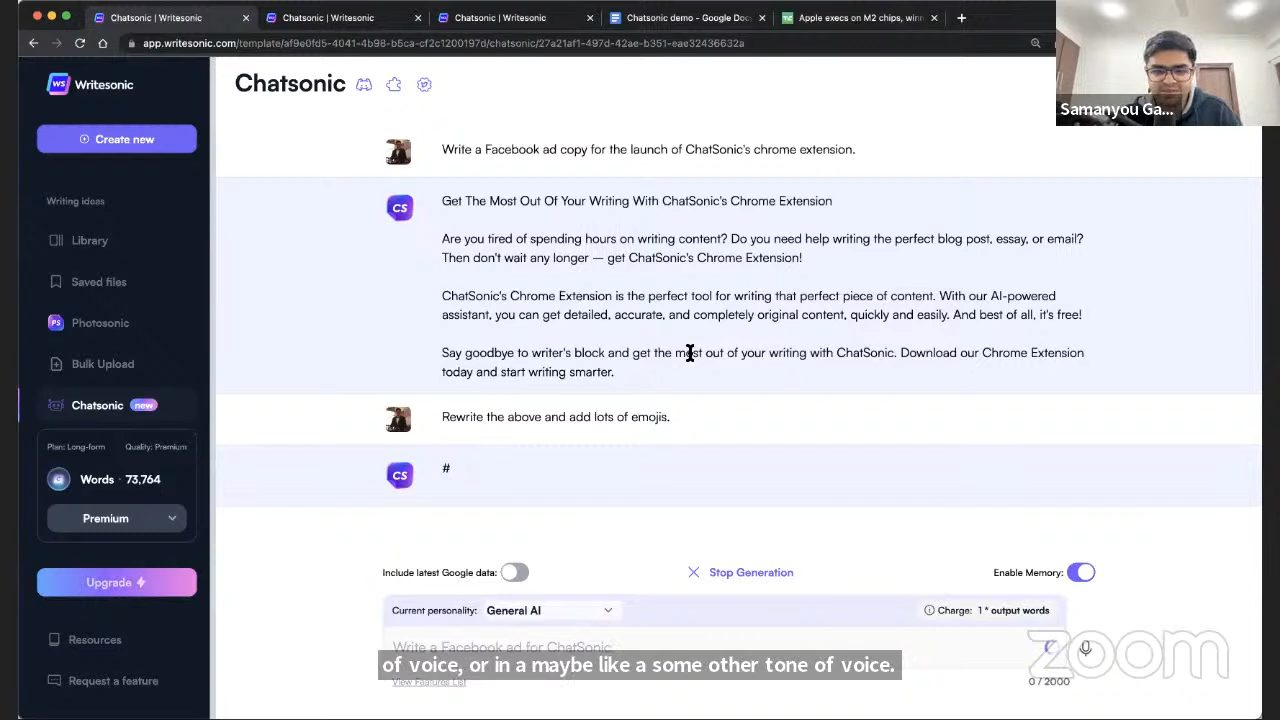 Chatsonic | Writesonic
Chatsonic | Writesonic
Chatsonic | Writesonic
Chatsonic demo - Google Doc
Apple execs on M2 chips, winn
app.writesonic.com/template/af9e0fd5-4041-4b98-b5ca-cf2c1200197d/chatsonic/27a21af1-497d-42ae-b351-eae32436632a
Samanyou Ga...
WS Writesonic
Create new
Writing ideas
Library
Saved files
PS Photosonic
Bulk Upload
Chatsonic new
Plan: Long-form Quality: Premium
Words · 73,764
Premium
Upgrade
Resources
Request a feature
Chatsonic
Write a Facebook ad copy for the launch of ChatSonic's chrome extension.
CS
Get The Most Out Of Your Writing With ChatSonic's Chrome Extension
Are you tired of spending hours on writing content? Do you need help writing the perfect blog post, essay, or email?
Then don't wait any longer – get ChatSonic's Chrome Extension!
ChatSonic's Chrome Extension is the perfect tool for writing that perfect piece of content. With our AI-powered
assistant, you can get detailed, accurate, and completely original content, quickly and easily. And best of all, it's free!
Say goodbye to writer's block and get the most out of your writing with ChatSonic. Download our Chrome Extension
today and start writing smarter.
Rewrite the above and add lots of emojis.
CS
#
Include latest Google data:
Stop Generation
Enable Memory:
Current personality: General AI
Charge: 1 * output words
Write a Facebook ad for ChatSonic
of voice, or in a maybe like a some other tone of voice.
View Features List
0 / 2000
zoom